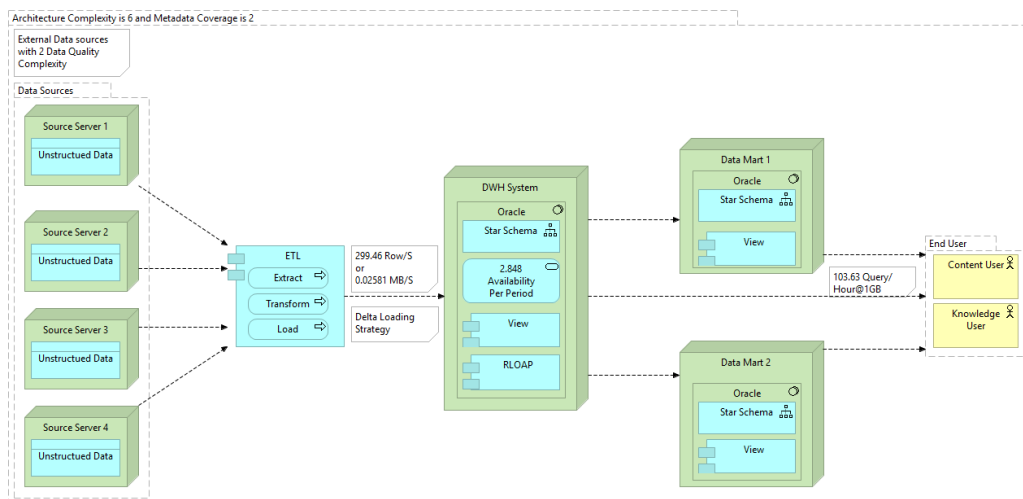 Architecture Complexity is 6 and Metadata Coverage is 2
External Data sources
with 2 Data Quality
Complexity
Data Sources
Source Server 1
Unstructued Data
Source Server 2
Unstructued Data
Source Server 3
Unstructued Data
Source Server 4
Unstructued Data
ETL
Extract
Transform
Load
299.46 Row/S
or
0.02581 MB/S
Delta Loading
Strategy
DWH System
Oracle
Star Schema
2.848
Availability
Per Period
View
RLOAP
Data Mart 1
Oracle
Star Schema
View
103.63 Query/
Hour@1GB
Data Mart 2
Oracle
Star Schema
View
End User
Content User
Knowledge
User